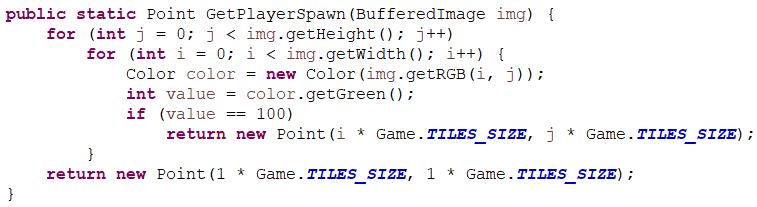 public static Point GetPlayerSpawn(BufferedImage img) {
    for (int j = 0; j < img.getHeight(); j++)
        for (int i = 0; i < img.getWidth(); i++) {
            Color color = new Color(img.getRGB(i, j));
            int value = color.getGreen();
            if (value == 100)
                return new Point(i * Game.TILES_SIZE, j * Game.TILES_SIZE);
        }
    return new Point(1 * Game.TILES_SIZE, 1 * Game.TILES_SIZE);
}